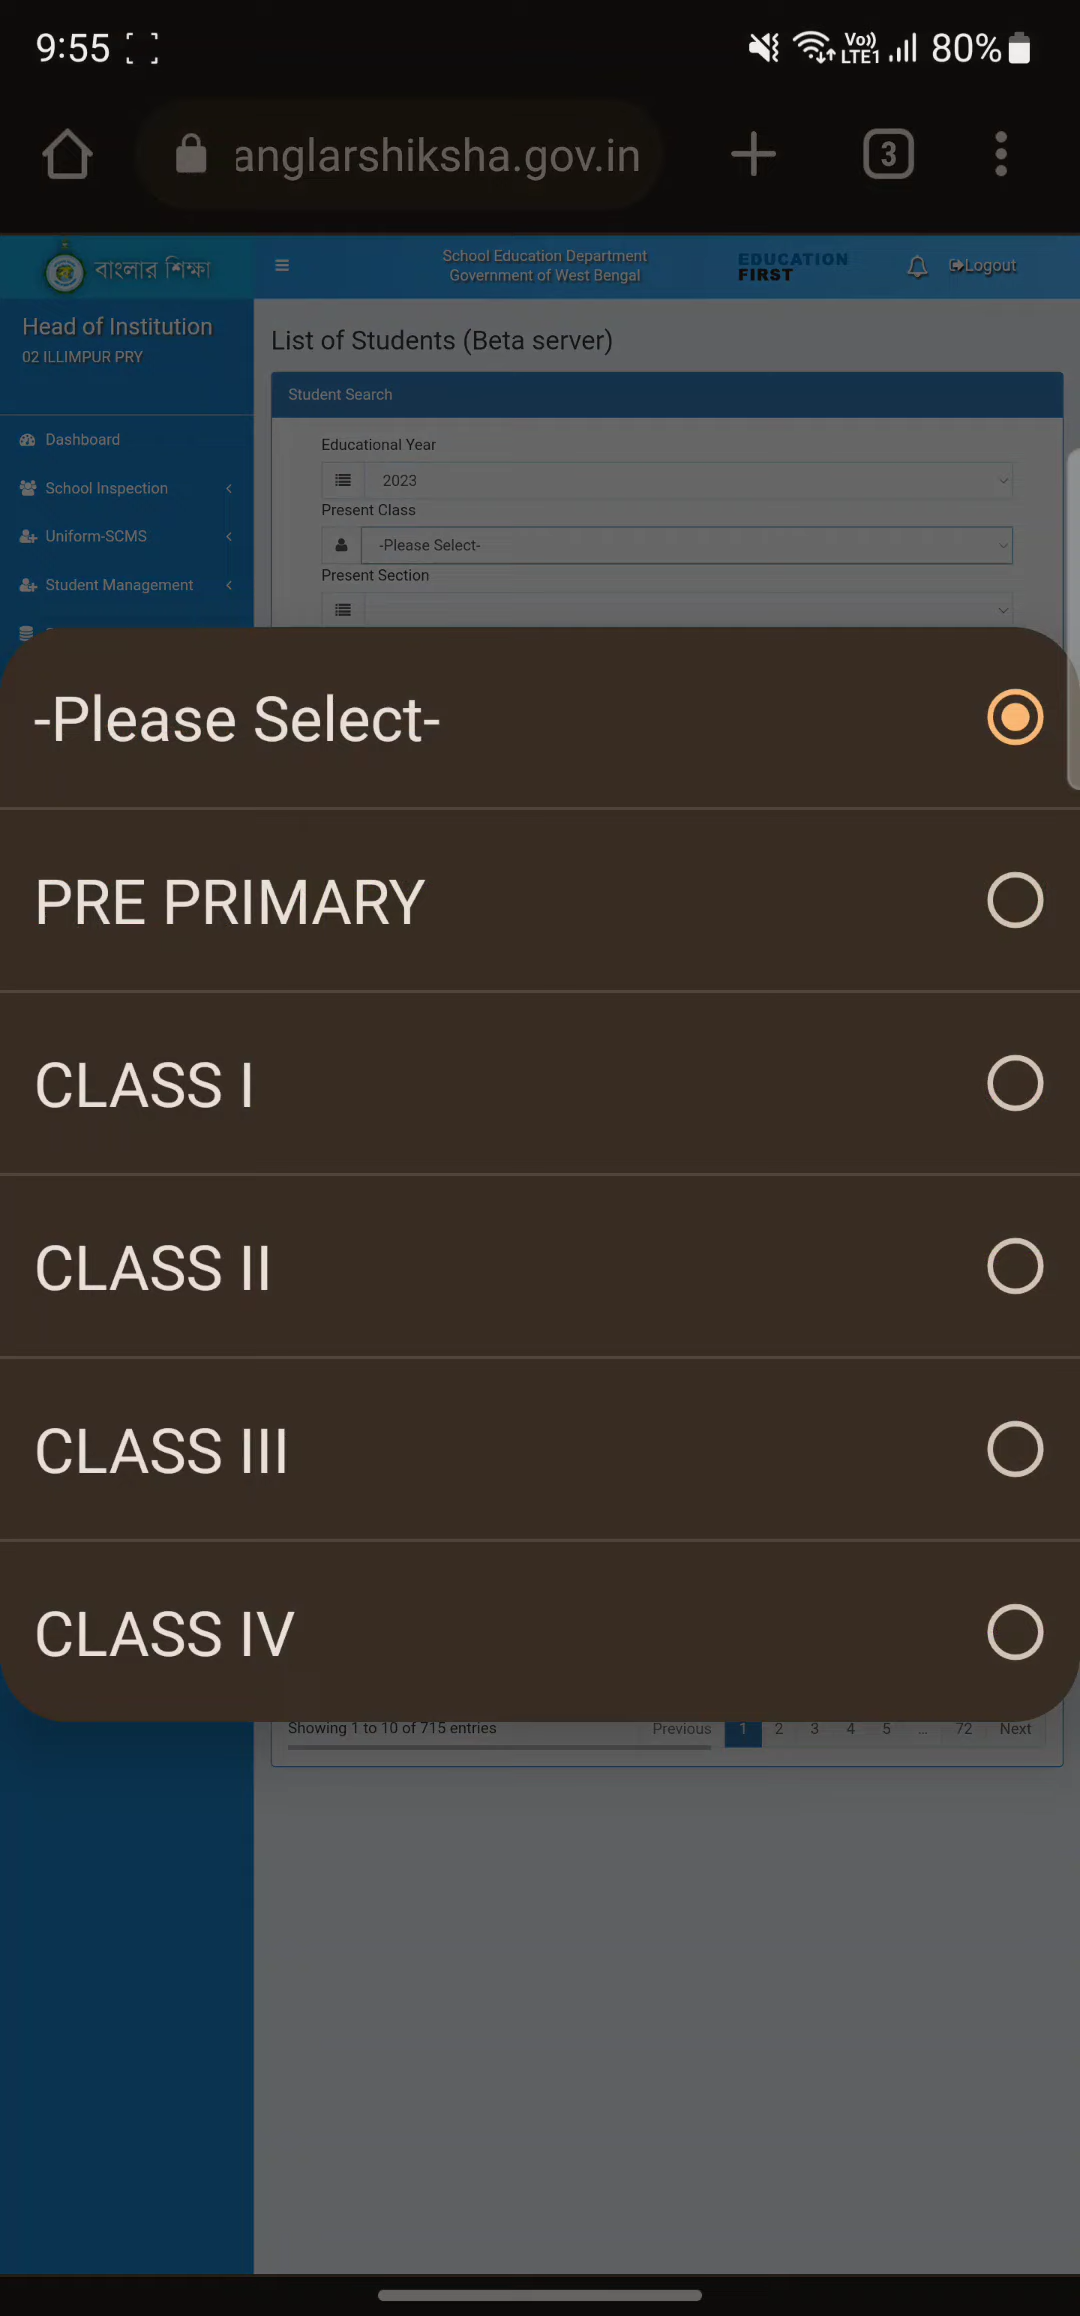 9:55
Vo))
LTE1
80%
anglarshiksha.gov.in
3
বাংলার শিক্ষা
School Education Department
Government of West Bengal
EDUCATION
FIRST
Logout
Head of Institution
02 ILLIMPUR PRY
List of Students (Beta server)
Student Search
Dashboard
School Inspection
Uniform-SCMS
Student Management
Educational Year
2023
Present Class
-Please Select-
Present Section
-Please Select-
PRE PRIMARY
CLASS I
CLASS II
CLASS III
CLASS IV
Showing 1 to 10 of 715 entries
Previous 1 2 3 4 5 ... 72 Next